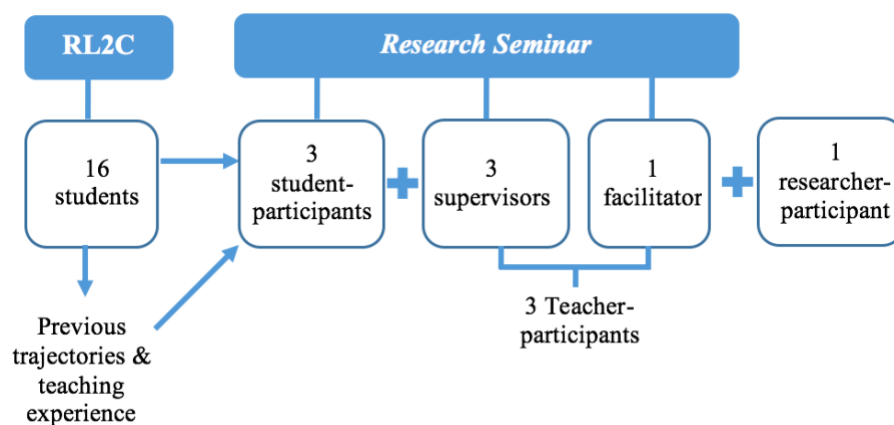 RL2C
Research Seminar
16
students
3
student-
participants
3
supervisors
1
facilitator
1
researcher-
participant
Previous
trajectories &
teaching
experience
3 Teacher-
participants